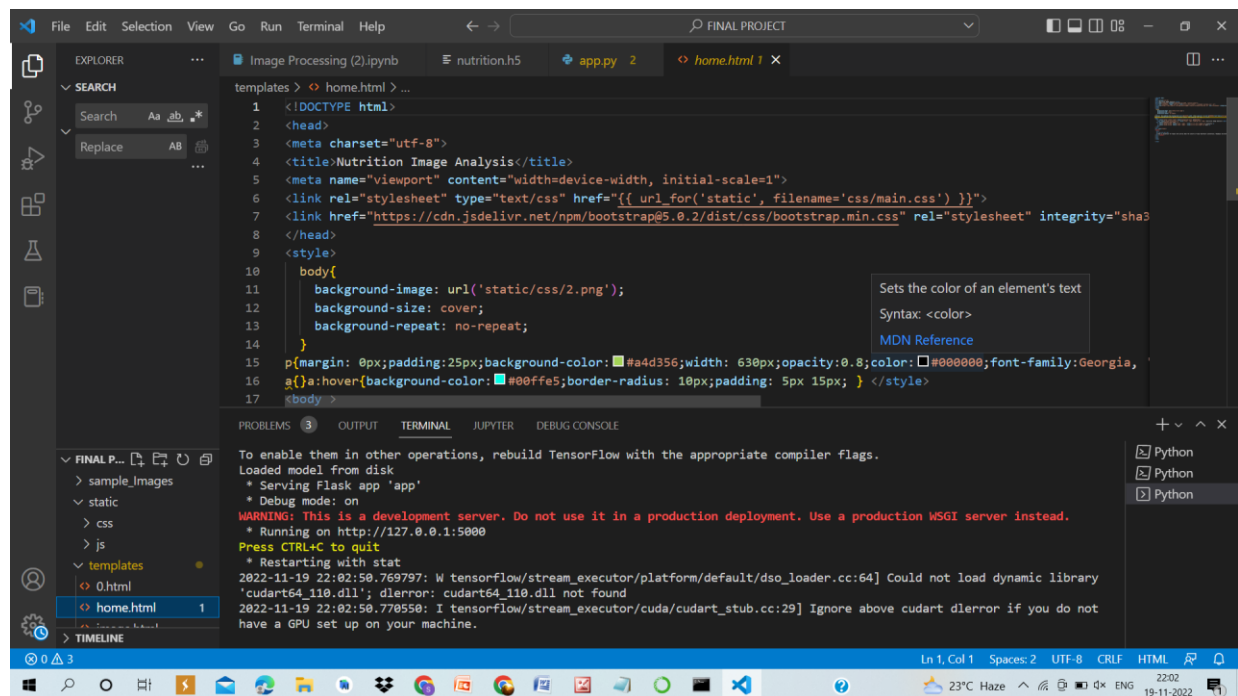 File Edit Selection View Go Run Terminal Help
FINAL PROJECT
EXPLORER
Image Processing (2).ipynb
nutrition.h5
app.py 2
home.html 1
SEARCH
templates > home.html > ...
Search Aa ab, .*
Replace AB
1 <!DOCTYPE html>
2 <head>
3 <meta charset="utf-8">
4 <title>Nutrition Image Analysis</title>
5 <meta name="viewport" content="width=device-width, initial-scale=1">
6 <link rel="stylesheet" type="text/css" href="{{ url_for('static', filename='css/main.css') }}">
7 <link href="https://cdn.jsdelivr.net/npm/bootstrap@5.0.2/dist/css/bootstrap.min.css" rel="stylesheet" integrity="sha3
8 </head>
9 <style>
10 body{
11 background-image: url('static/css/2.png');
12 background-size: cover;
13 background-repeat: no-repeat;
14 }
Sets the color of an element's text
Syntax: <color>
MDN Reference
15 p{margin: 0px;padding:25px;background-color: #a4d356;width: 630px;opacity:0.8;color: #000000;font-family:Georgia,
16 a{}a:hover{background-color: #00ffe5;border-radius: 10px;padding: 5px 15px; } </style>
17 <body >
PROBLEMS 3 OUTPUT TERMINAL JUPYTER DEBUG CONSOLE
To enable them in other operations, rebuild TensorFlow with the appropriate compiler flags.
Loaded model from disk
* Serving Flask app 'app'
* Debug mode: on
WARNING: This is a development server. Do not use it in a production deployment. Use a production WSGI server instead.
* Running on http://127.0.0.1:5000
Press CTRL+C to quit
* Restarting with stat
2022-11-19 22:02:50.769797: W tensorflow/stream_executor/platform/default/dso_loader.cc:64] Could not load dynamic library
'cudart64_110.dll'; dlerror: cudart64_110.dll not found
2022-11-19 22:02:50.770550: I tensorflow/stream_executor/cuda/cudart_stub.cc:29] Ignore above cudart dlerror if you do not
have a GPU set up on your machine.
Python
Python
Python
FINAL P...
sample_Images
static
css
js
templates
0.html
home.html 1
TIMELINE
0 3
Ln 1, Col 1 Spaces: 2 UTF-8 CRLF HTML
23°C Haze ENG 22:02
19-11-2022